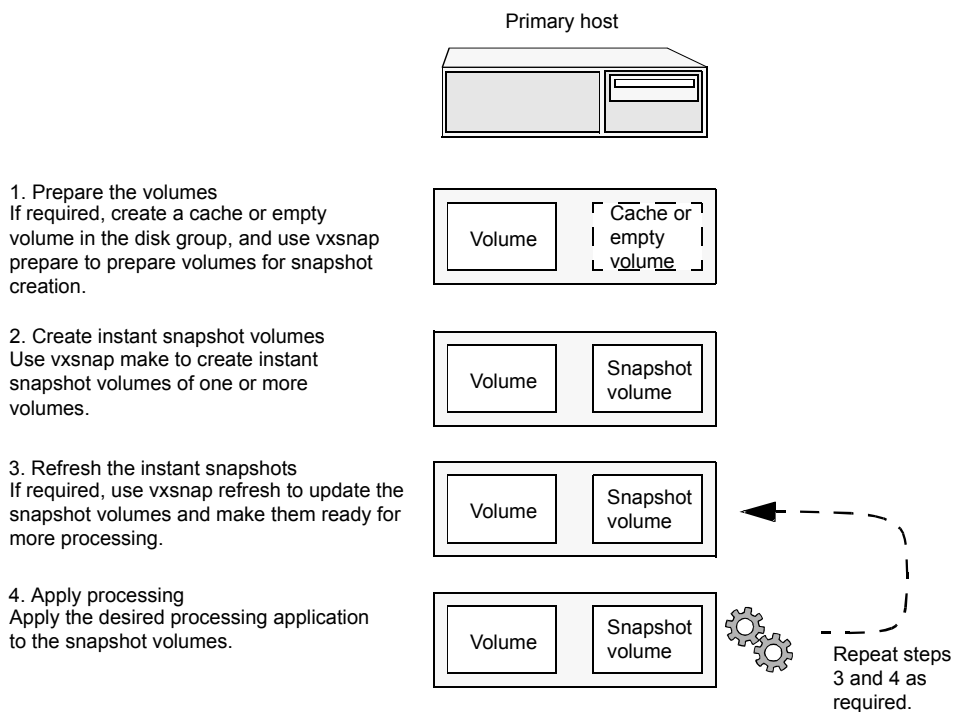 Primary host
1. Prepare the volumes
If required, create a cache or empty
volume in the disk group, and use vxsnap
prepare to prepare volumes for snapshot
creation.
Volume
Cache or
empty
volume
2. Create instant snapshot volumes
Use vxsnap make to create instant
snapshot volumes of one or more
volumes.
Volume
Snapshot
volume
3. Refresh the instant snapshots
If required, use vxsnap refresh to update the
snapshot volumes and make them ready for
more processing.
Volume
Snapshot
volume
4. Apply processing
Apply the desired processing application
to the snapshot volumes.
Volume
Snapshot
volume
Repeat steps
3 and 4 as
required.